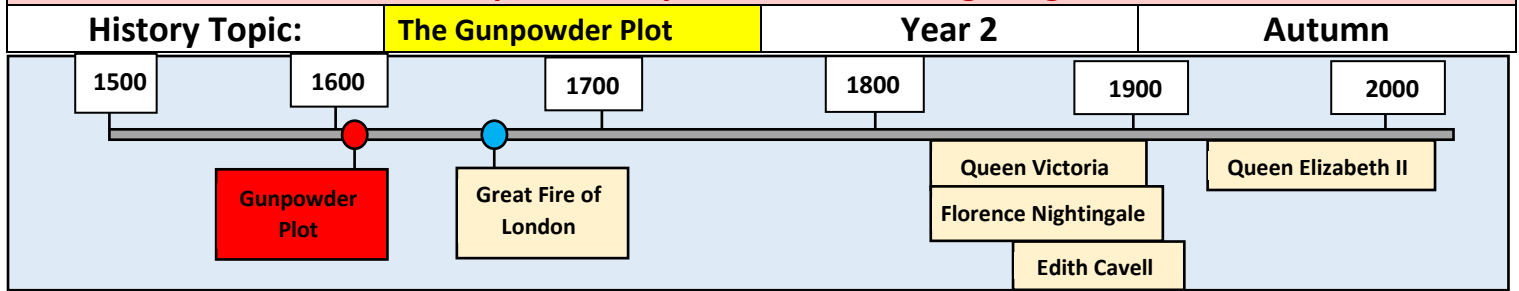 History Topic: The Gunpowder Plot Year 2 Autumn
1500 1600 1700 1800 1900 2000
Gunpowder
Plot
Great Fire of
London
Queen Victoria
Florence Nightingale
Edith Cavell
Queen Elizabeth II